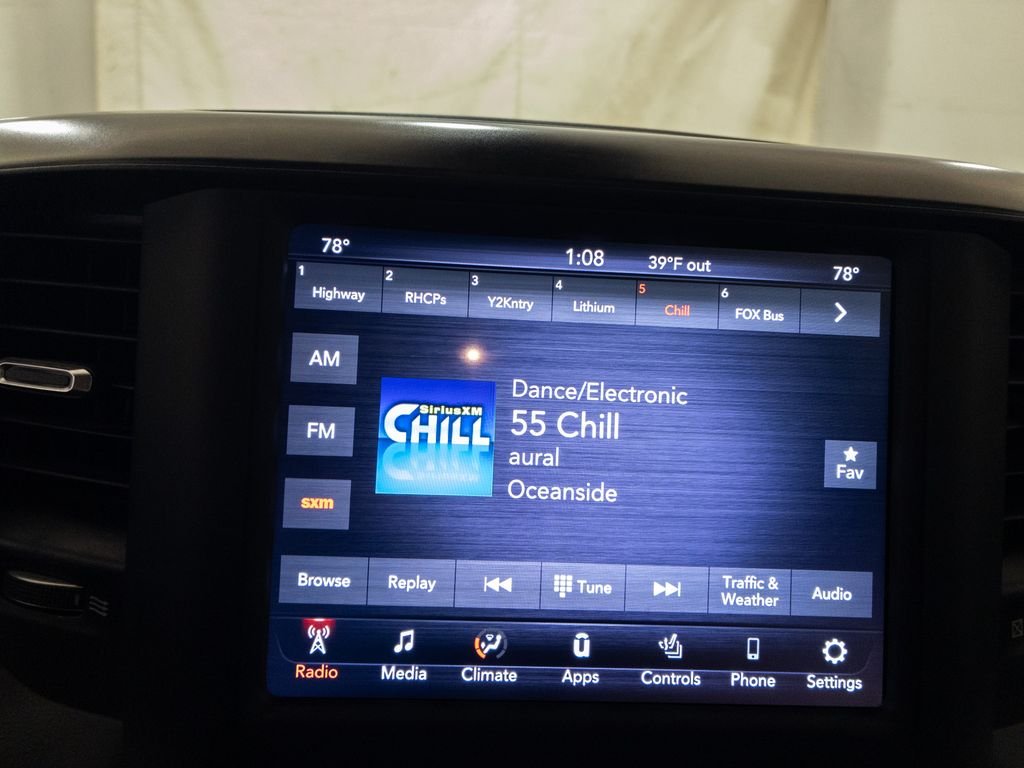 78° 1:08 39°F out 78°
1 Highway 2 RHCPs 3 Y2Kntry 4 Lithium 5 Chill 6 FOX Bus
AM
FM
sxm
SiriusXM
CHILL
Dance/Electronic
55 Chill
aural
Oceanside
Fav
Browse Replay Tune Traffic & Weather Audio
Radio Media Climate Apps Controls Phone Settings